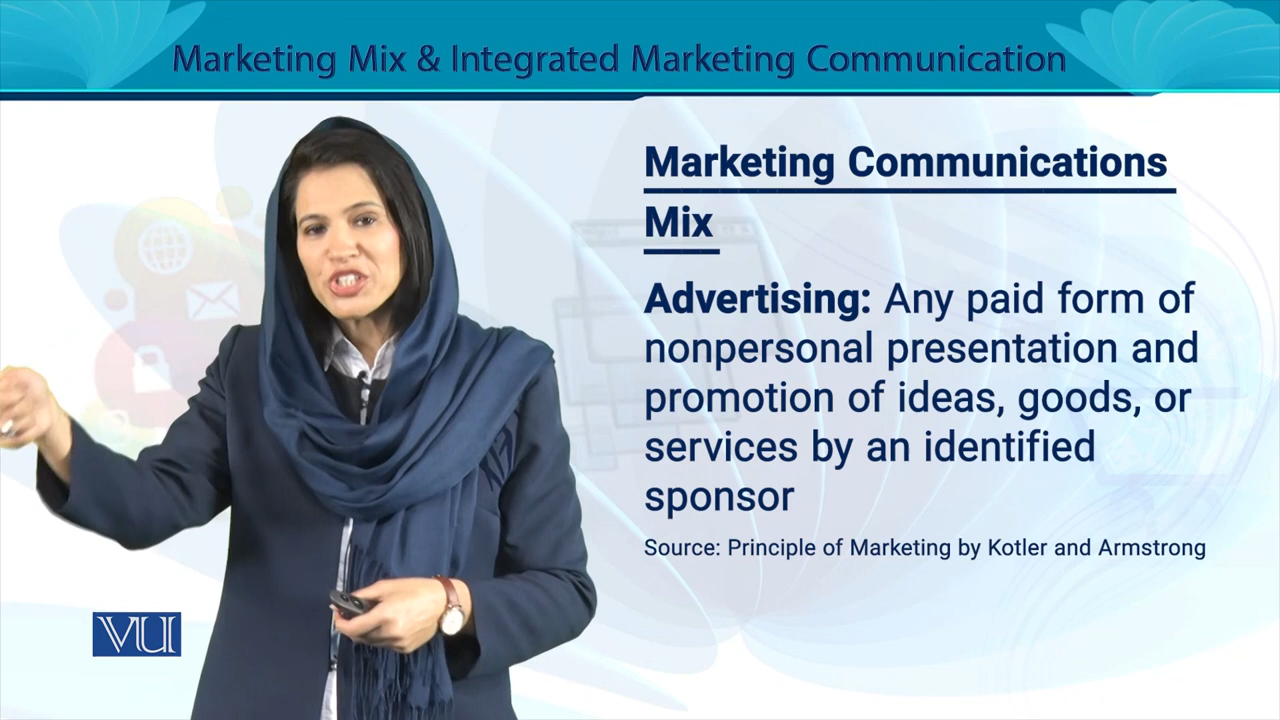 Marketing Mix & Integrated Marketing Communication
Marketing Communications
Mix
Advertising: Any paid form of
nonpersonal presentation and
promotion of ideas, goods, or
services by an identified
sponsor
Source: Principle of Marketing by Kotler and Armstrong
VU